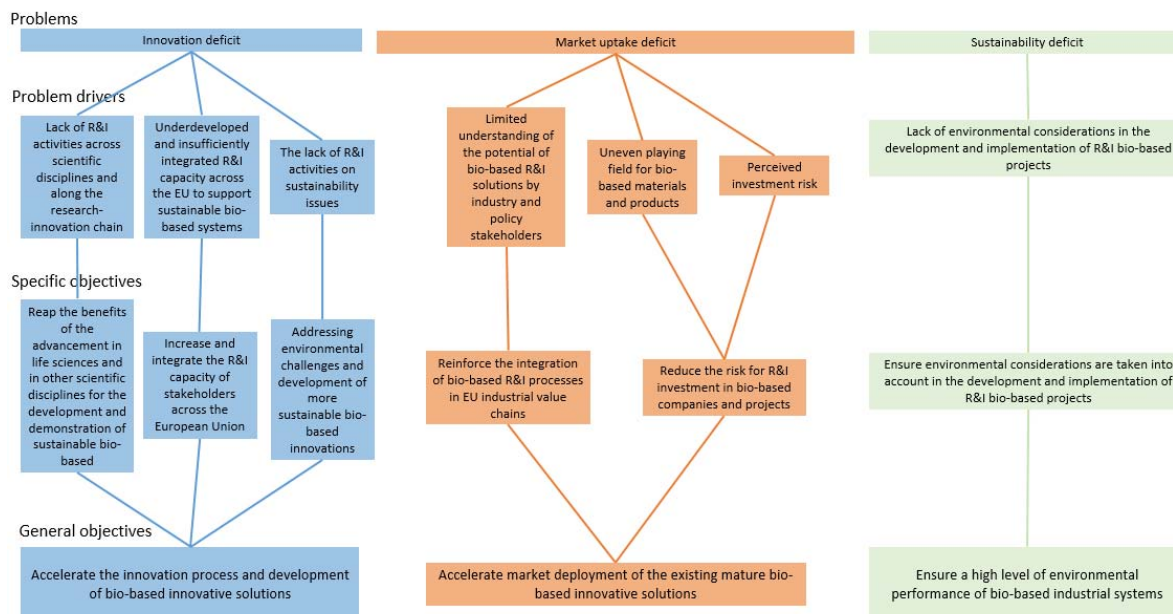 Problems
Innovation deficit
Market uptake deficit
Sustainability deficit
Problem drivers
Lack of R&I
activities across
scientific
disciplines and
along the
research-
innovation chain
Underdeveloped
and insufficiently
integrated R&I
capacity across
the EU to support
sustainable bio-
based systems
The lack of R&I
activities on
sustainability
issues
Limited
understanding of
the potential of
bio-based R&I
solutions by
industry and
policy
stakeholders
Uneven playing
field for bio-
based materials
and products
Perceived
investment risk
Lack of environmental considerations in the
development and implementation of R&I bio-based
projects
Specific objectives
Reap the benefits
of the
advancement in
life sciences and
in other scientific
disciplines for the
development and
demonstration of
sustainable bio-
based
Increase and
integrate the R&I
capacity of
stakeholders
across the
European Union
Addressing
environmental
challenges and
development of
more
sustainable bio-
based
innovations
Reinforce the integration
of bio-based R&I processes
in EU industrial value
chains
Reduce the risk for R&I
investment in bio-based
companies and projects
Ensure environmental considerations are taken into
account in the development and implementation of
R&I bio-based projects
General objectives
Accelerate the innovation process and development
of bio-based innovative solutions
Accelerate market deployment of the existing mature bio-
based innovative solutions
Ensure a high level of environmental
performance of bio-based industrial systems